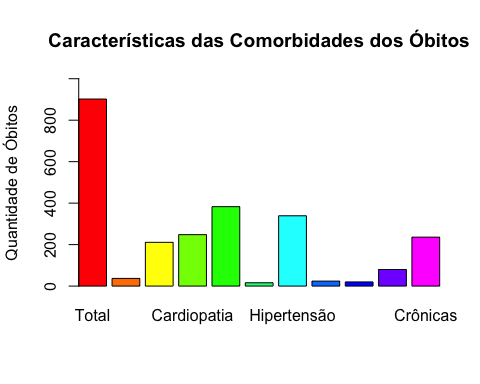 Características das Comorbidades dos Óbitos
Quantidade de Óbitos
800
600
400
200
0
Total Cardiopatia Hipertensão Crônicas